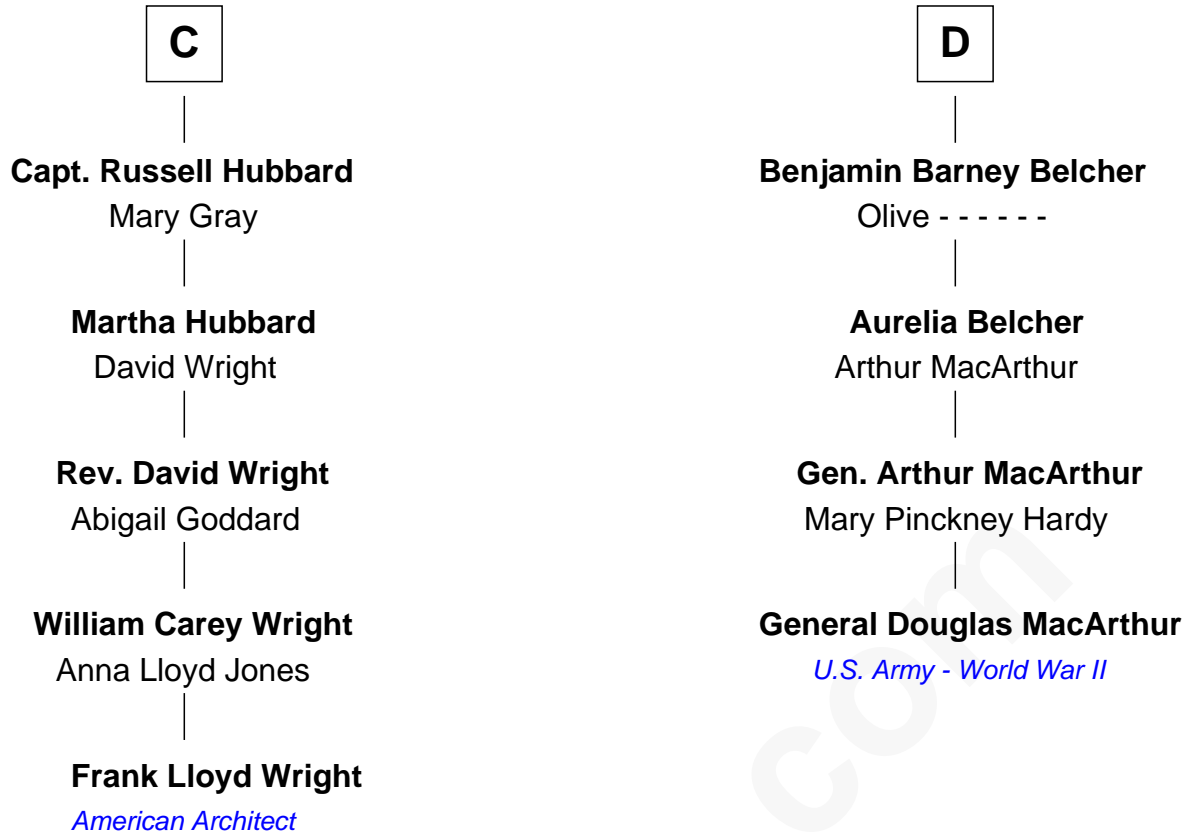 C
Capt. Russell Hubbard
Mary Gray
Martha Hubbard
David Wright
Rev. David Wright
Abigail Goddard
William Carey Wright
Anna Lloyd Jones
Frank Lloyd Wright
American Architect
D
Benjamin Barney Belcher
Olive - - - - - -
Aurelia Belcher
Arthur MacArthur
Gen. Arthur MacArthur
Mary Pinckney Hardy
General Douglas MacArthur
U.S. Army - World War II
com